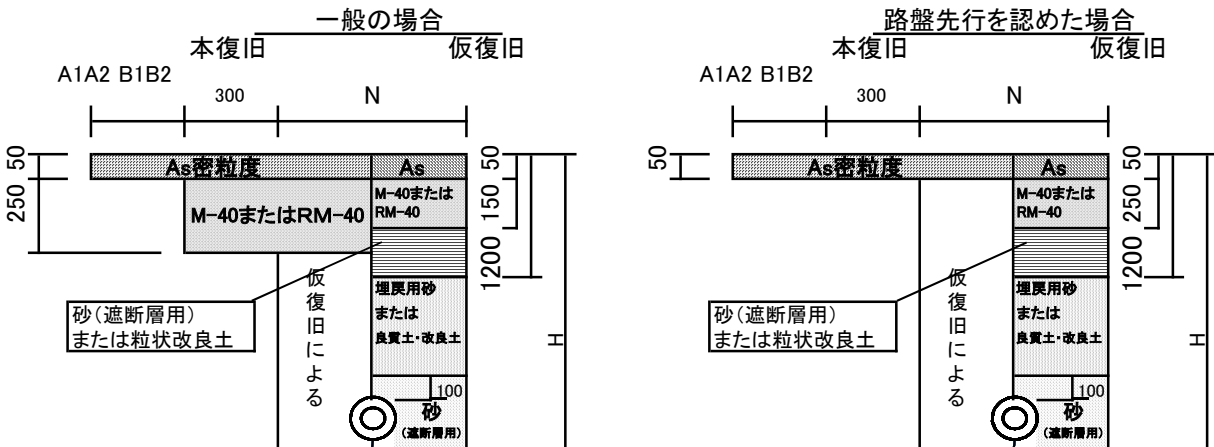 一般の場合
本復旧
仮復旧
A1A2 B1B2
300
N
50
As密粒度
As
50
250
M-40またはRM-40
M-40または
RM-40
150
1200
仮復旧による
砂(遮断層用)
または粒状改良土
埋戻用砂
または
良質土・改良土
H
100
砂
(遮断層用)
路盤先行を認めた場合
本復旧
仮復旧
A1A2 B1B2
300
N
50
As密粒度
As
50
M-40または
RM-40
250
1200
仮復旧による
砂(遮断層用)
または粒状改良土
埋戻用砂
または
良質土・改良土
H
100
砂
(遮断層用)